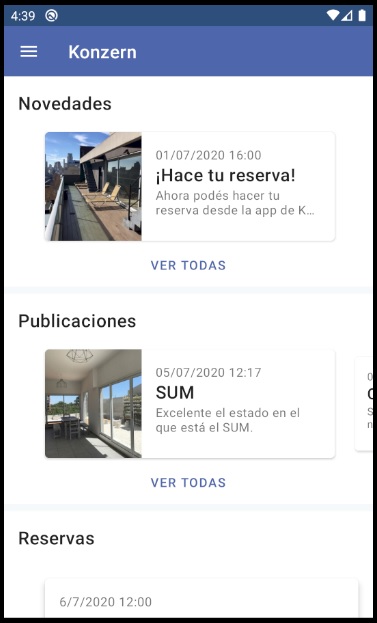 4:39
Konzern
Novedades
01/07/2020 16:00
¡Hace tu reserva!
Ahora podés hacer tu
reserva desde la app de K...
VER TODAS
Publicaciones
05/07/2020 12:17
SUM
Excelente el estado en el
que está el SUM.
VER TODAS
Reservas
6/7/2020 12:00